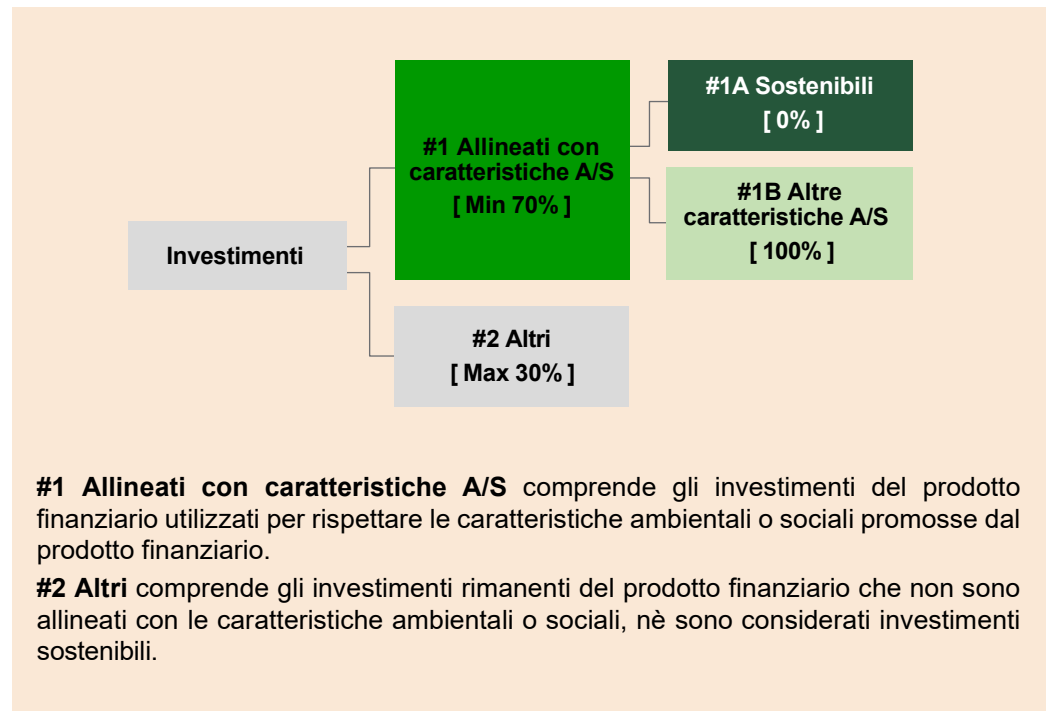 #1A Sostenibili
[ 0% ]
#1 Allineati con
caratteristiche A/S
[ Min 70% ]
#1B Altre
caratteristiche A/S
[ 100% ]
Investimenti
#2 Altri
[ Max 30% ]
#1 Allineati con caratteristiche A/S comprende gli investimenti del prodotto
finanziario utilizzati per rispettare le caratteristiche ambientali o sociali promosse dal
prodotto finanziario.
#2 Altri comprende gli investimenti rimanenti del prodotto finanziario che non sono
allineati con le caratteristiche ambientali o sociali, nè sono considerati investimenti
sostenibili.